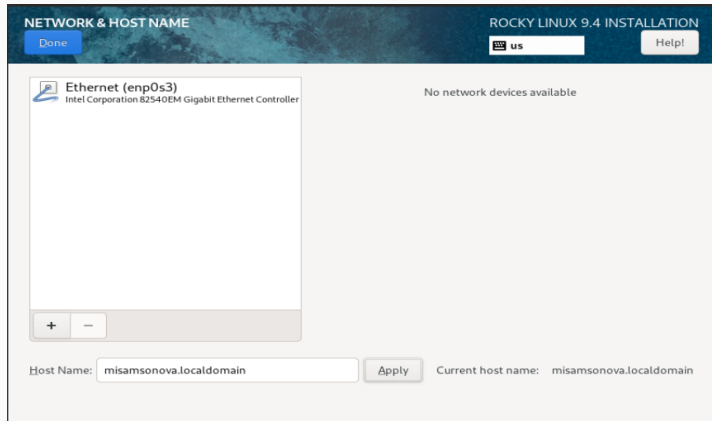 NETWORK & HOST NAME
ROCKY LINUX 9.4 INSTALLATION
Done
us
Help!
Ethernet (enp0s3)
Intel Corporation 82540EM Gigabit Ethernet Controller
No network devices available
+ −
Host Name: misamsonova.localdomain Apply Current host name: misamsonova.localdomain